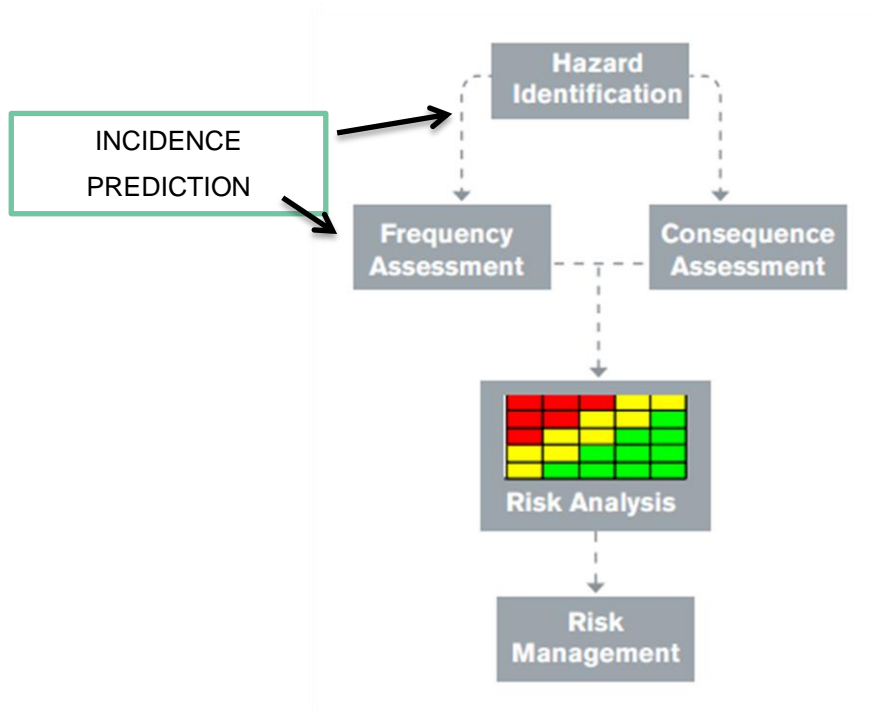 Hazard
Identification
INCIDENCE
PREDICTION
Frequency
Assessment
Consequence
Assessment
Risk Analysis
Risk
Management